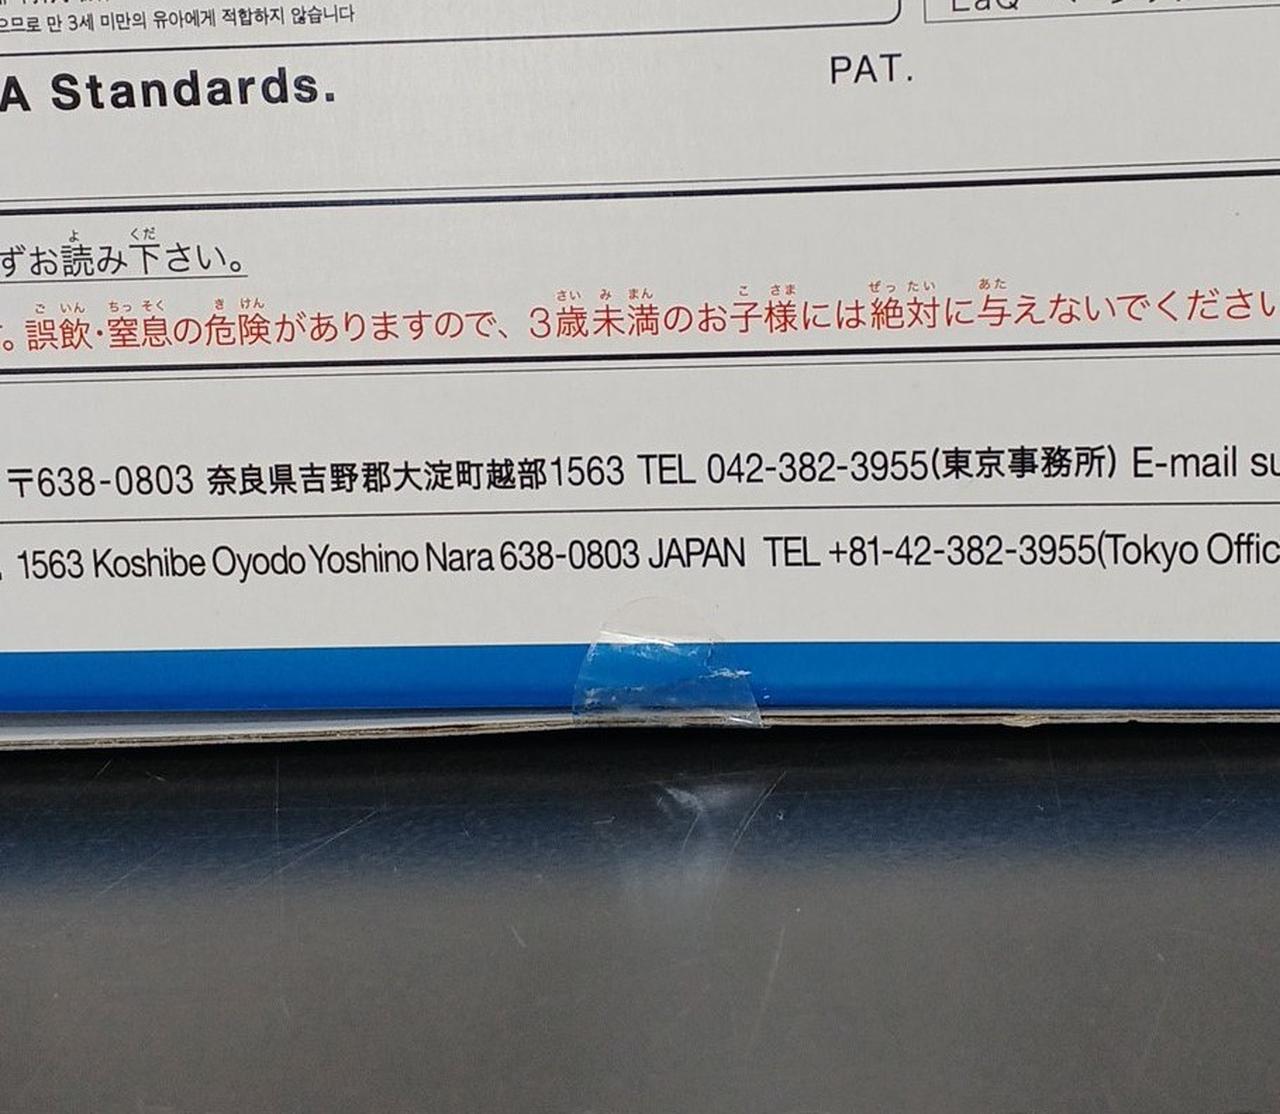 으므로 만 3세 미만의 유아에게 적합하지 않습니다
LaQ
A Standards.
PAT.
ずお読み下さい。
。誤飲・窒息の危険がありますので、3歳未満のお子様には絶対に与えないでください
〒638-0803 奈良県吉野郡大淀町越部1563 TEL 042-382-3955(東京事務所) E-mail su
. 1563 Koshibe Oyodo Yoshino Nara 638-0803 JAPAN TEL +81-42-382-3955(Tokyo Offic